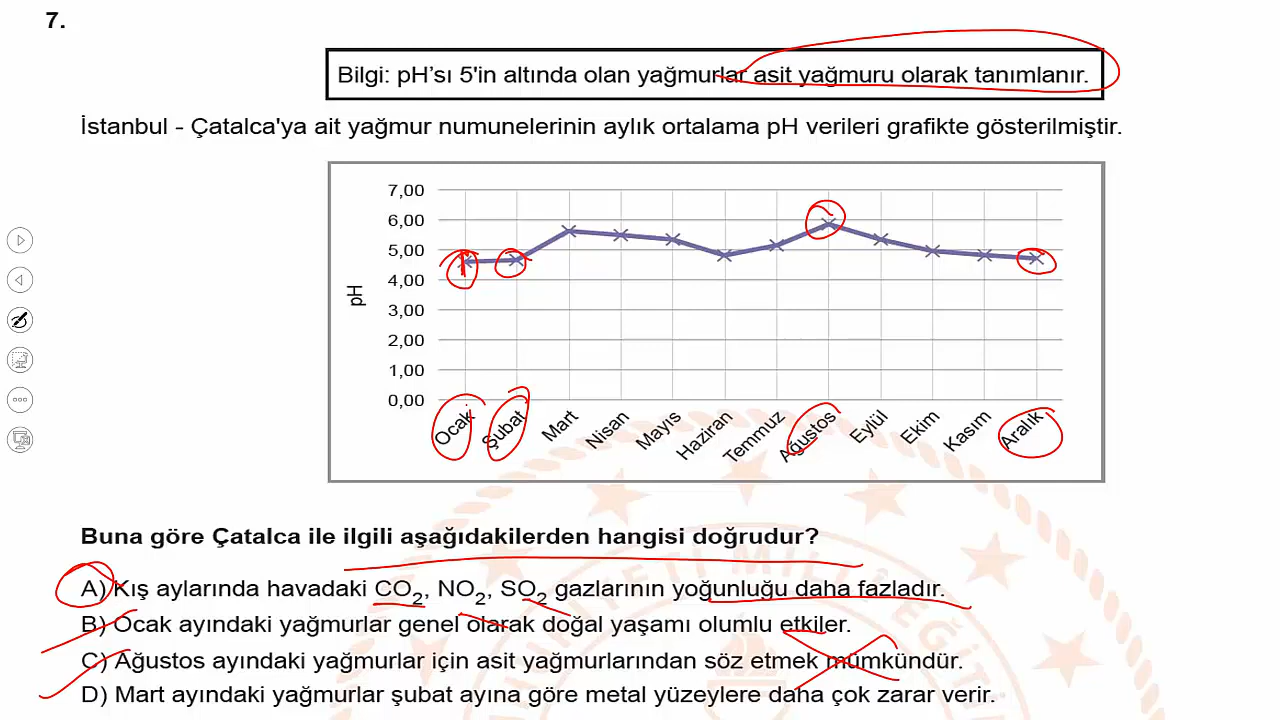 7.
Bilgi: pH’sı 5'in altında olan yağmurlar asit yağmuru olarak tanımlanır.
İstanbul - Çatalca'ya ait yağmur numunelerinin aylık ortalama pH verileri grafikte gösterilmiştir.
7,00
6,00
5,00
4,00
3,00
2,00
1,00
0,00
pH
Ocak
Şubat
Mart
Nisan
Mayıs
Haziran
Temmuz
Ağustos
Eylül
Ekim
Kasım
Aralık
Buna göre Çatalca ile ilgili aşağıdakilerden hangisi doğrudur?
A) Kış aylarında havadaki CO₂, NO₂, SO₂ gazlarının yoğunluğu daha fazladır.
B) Ocak ayındaki yağmurlar genel olarak doğal yaşamı olumlu etkiler.
C) Ağustos ayındaki yağmurlar için asit yağmurlarından söz etmek mümkündür.
D) Mart ayındaki yağmurlar şubat ayına göre metal yüzeylere daha çok zarar verir.